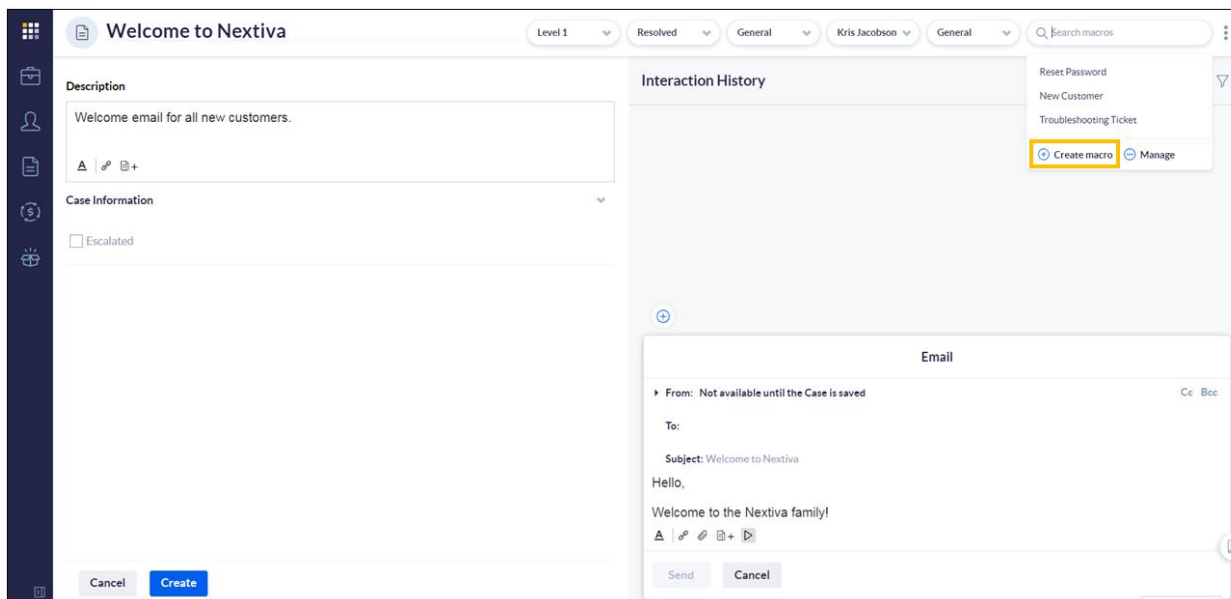 Welcome to Nextiva
Level 1
Resolved
General
Kris Jacobson
General
Search macros
Reset Password
New Customer
Troubleshooting Ticket
Create macro
Manage
Description
Welcome email for all new customers.
A
Case Information
Escalated
Interaction History
Email
From: Not available until the Case is saved
Cc Bcc
To:
Subject: Welcome to Nextiva
Hello,
Welcome to the Nextiva family!
A
Send
Cancel
Cancel
Create